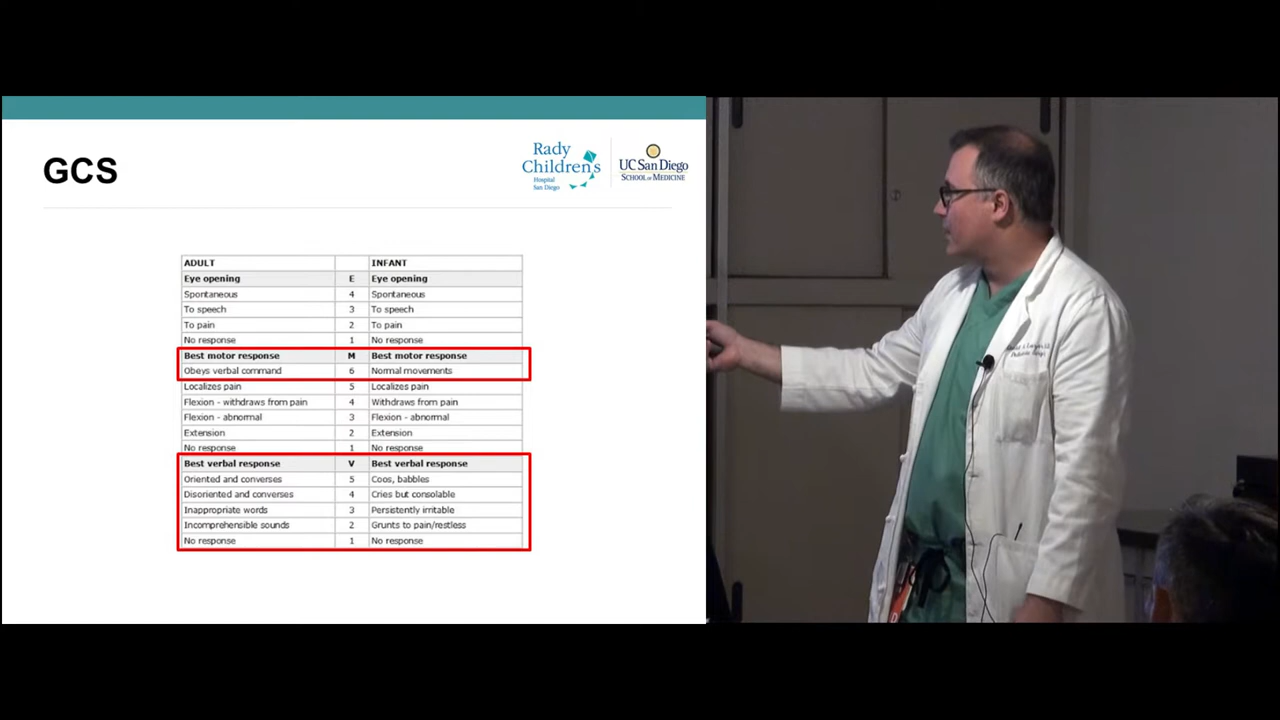 GCS
Rady
Children's
Hospital
San Diego
UC San Diego
SCHOOL OF MEDICINE
ADULT INFANT
Eye opening E Eye opening
Spontaneous 4 Spontaneous
To speech 3 To speech
To pain 2 To pain
No response 1 No response
Best motor response M Best motor response
Obeys verbal command 6 Normal movements
Localizes pain 5 Localizes pain
Flexion - withdraws from pain 4 Withdraws from pain
Flexion - abnormal 3 Flexion - abnormal
Extension 2 Extension
No response 1 No response
Best verbal response V Best verbal response
Oriented and converses 5 Coos, babbles
Disoriented and converses 4 Cries but consolable
Inappropriate words 3 Persistently irritable
Incomprehensible sounds 2 Grunts to pain/restless
No response 1 No response